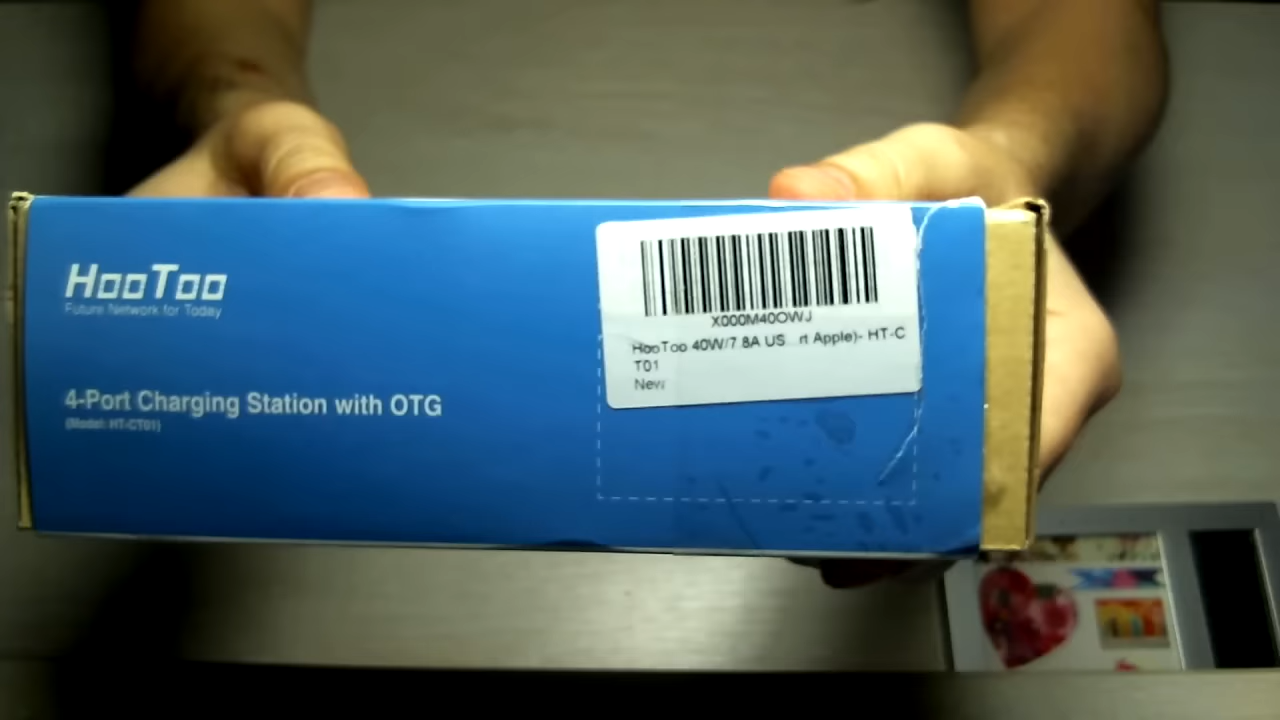 HooToo
Future Network for Today
4-Port Charging Station with OTG
(Model: HT-CT01)
X000M40OWJ
HooToo 40W/7.8A US...rt Apple)- HT-C
T01
New